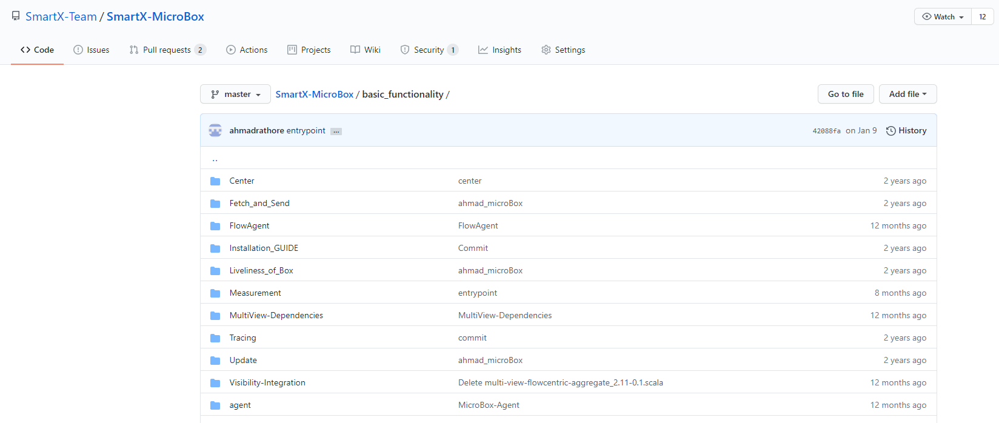 SmartX-Team / SmartX-MicroBox
Watch 12
Code Issues Pull requests 2 Actions Projects Wiki Security 1 Insights Settings
master SmartX-MicroBox / basic_functionality / Go to file Add file
ahmadrathore entrypoint ... 42088fa on Jan 9 History
..
Center center 2 years ago
Fetch_and_Send ahmad_microBox 2 years ago
FlowAgent FlowAgent 12 months ago
Installation_GUIDE Commit 2 years ago
Liveliness_of_Box ahmad_microBox 2 years ago
Measurement entrypoint 8 months ago
MultiView-Dependencies MultiView-Dependencies 12 months ago
Tracing commit 2 years ago
Update ahmad_microBox 2 years ago
Visibility-Integration Delete multi-view-flowcentric-aggregate_2.11-0.1.scala 12 months ago
agent MicroBox-Agent 12 months ago